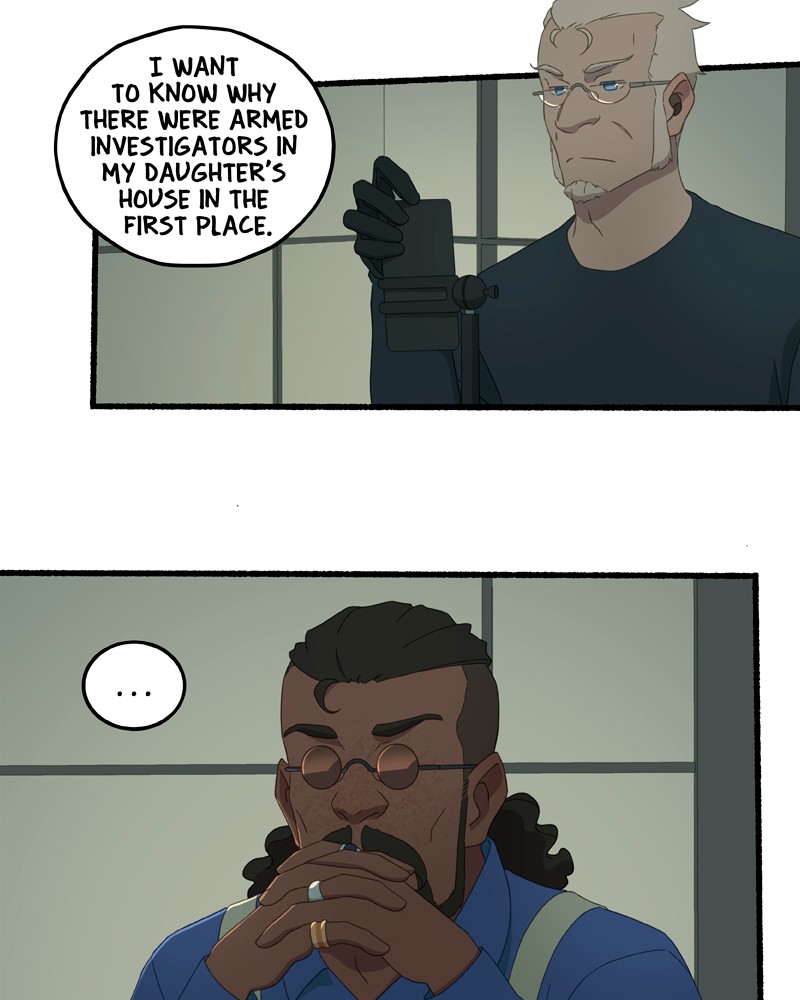 I WANT
TO KNOW WHY
THERE WERE ARMED
INVESTIGATORS IN
MY DAUGHTER'S
HOUSE IN THE
FIRST PLACE.
...